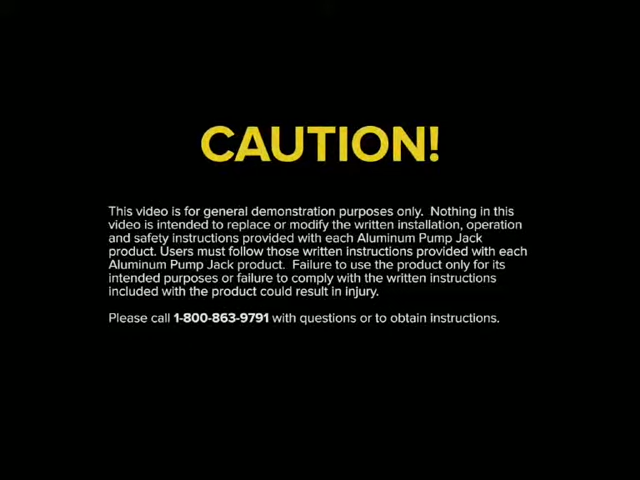 CAUTION!
This video is for general demonstration purposes only.  Nothing in this
video is intended to replace or modify the written installation, operation
and safety instructions provided with each Aluminum Pump Jack
product. Users must follow those written instructions provided with each
Aluminum Pump Jack product.  Failure to use the product only for its
intended purposes or failure to comply with the written instructions
included with the product could result in injury.
Please call 1-800-863-9791 with questions or to obtain instructions.